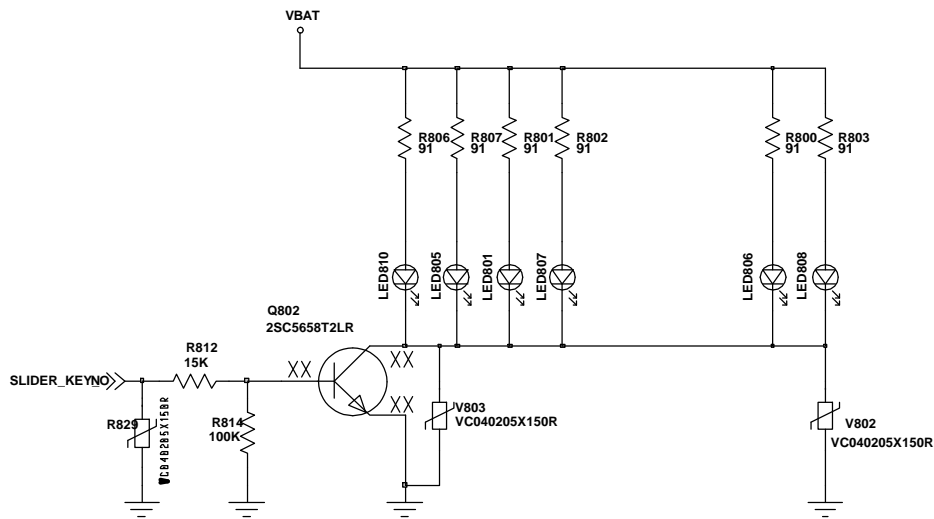 VBAT
R806
91
R807
91
R801
91
R802
91
R800
91
R803
91
LED810
LED805
LED801
LED807
LED806
LED808
Q802
2SC5658T2LR
R812
15K
XX
XX
XX
SLIDER_KEYNO
R829
R814
100K
V803
VC040205X150R
V802
VC040205X150R